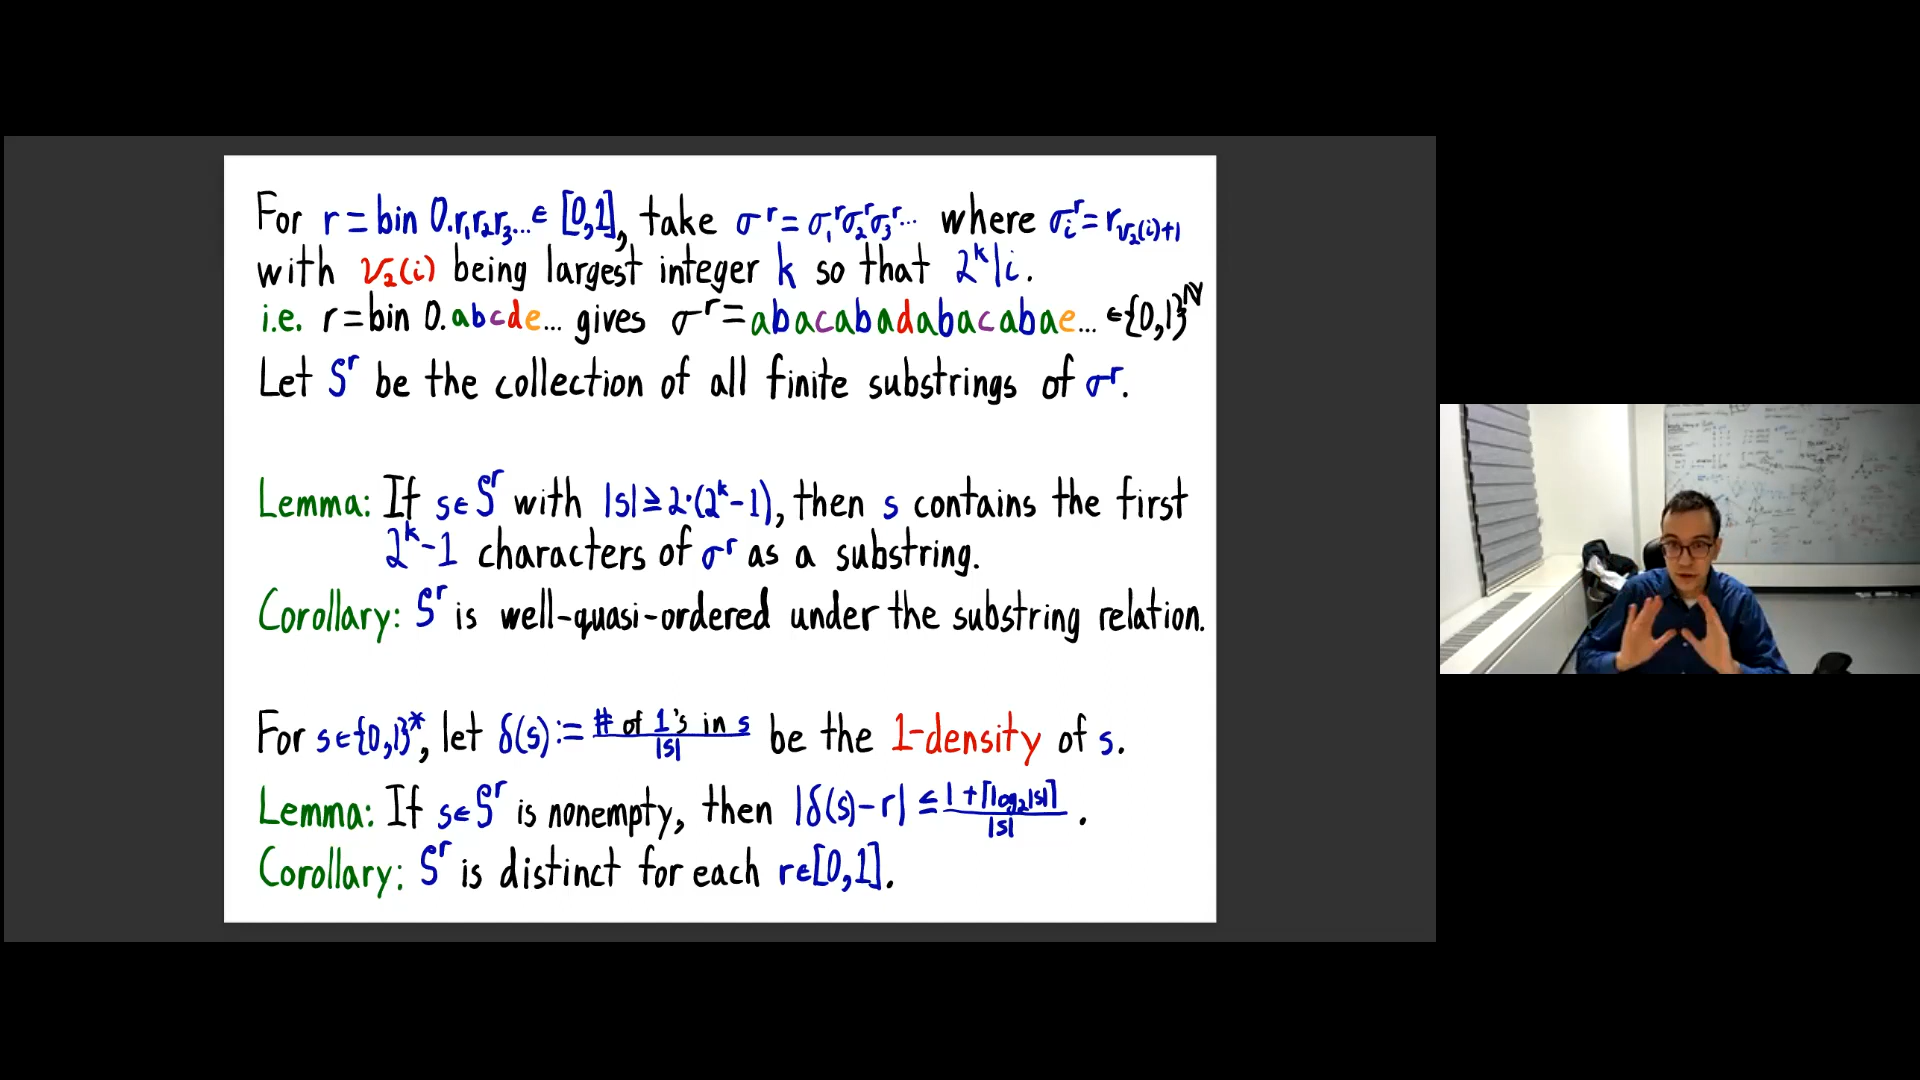 For r = bin 0.r₁r₂r₃... ∈ [0,1], take σʳ = σ₁ʳσ₂ʳσ₃ʳ... where σᵢʳ = r_{ν₂(i)+1}
with ν₂(i) being largest integer k so that 2ᵏ|i.
i.e. r = bin 0.abcde... gives σʳ = abacabadabacabae... ∈ {0,1}^ℕ
Let Sʳ be the collection of all finite substrings of σʳ.
Lemma: If s ∈ Sʳ with |s| ≥ 2·(2ᵏ-1), then s contains the first
2ᵏ-1 characters of σʳ as a substring.
Corollary: Sʳ is well-quasi-ordered under the substring relation.
For s ∈ {0,1}*, let δ(s) := # of 1's in s / |s| be the 1-density of s.
Lemma: If s ∈ Sʳ is nonempty, then |δ(s) - r| ≤ 1 + ⌈log₂|s|⌉ / |s| .
Corollary: Sʳ is distinct for each r ∈ [0,1].